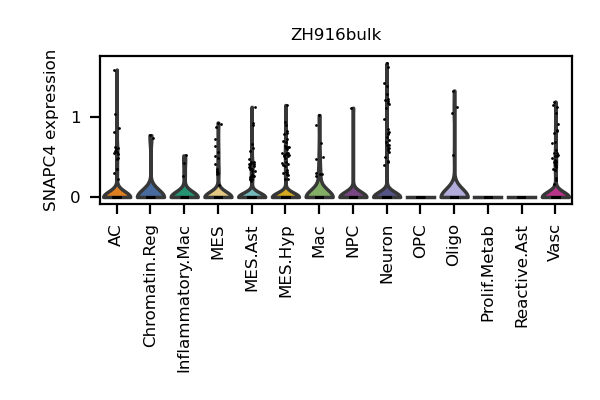 ZH916bulk
SNAPC4 expression
1
0
AC
Chromatin.Reg
Inflammatory.Mac
MES
MES.Ast
MES.Hyp
Mac
NPC
Neuron
OPC
Oligo
Prolif.Metab
Reactive.Ast
Vasc